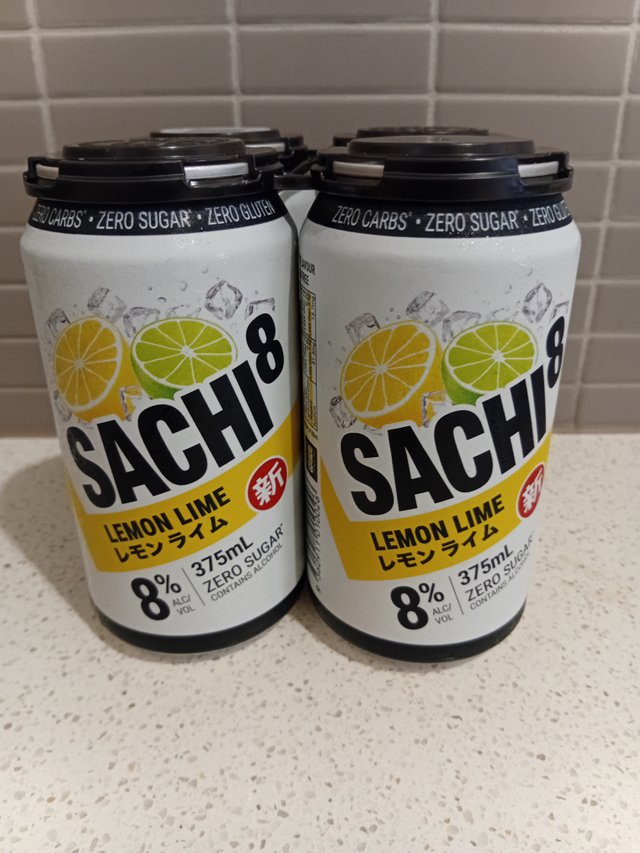 ZERO CARBS* • ZERO SUGAR* • ZERO GLUTEN
SACHI8
新
LEMON LIME
レモン ライム
8% ALC/VOL
375mL
ZERO SUGAR*
CONTAINS ALCOHOL
ZERO CARBS* • ZERO SUGAR* • ZERO
SACHI8
新
LEMON LIME
レモン ライム
8% ALC/VOL
375mL
ZERO SUGAR*
CONTAINS ALCOHOL